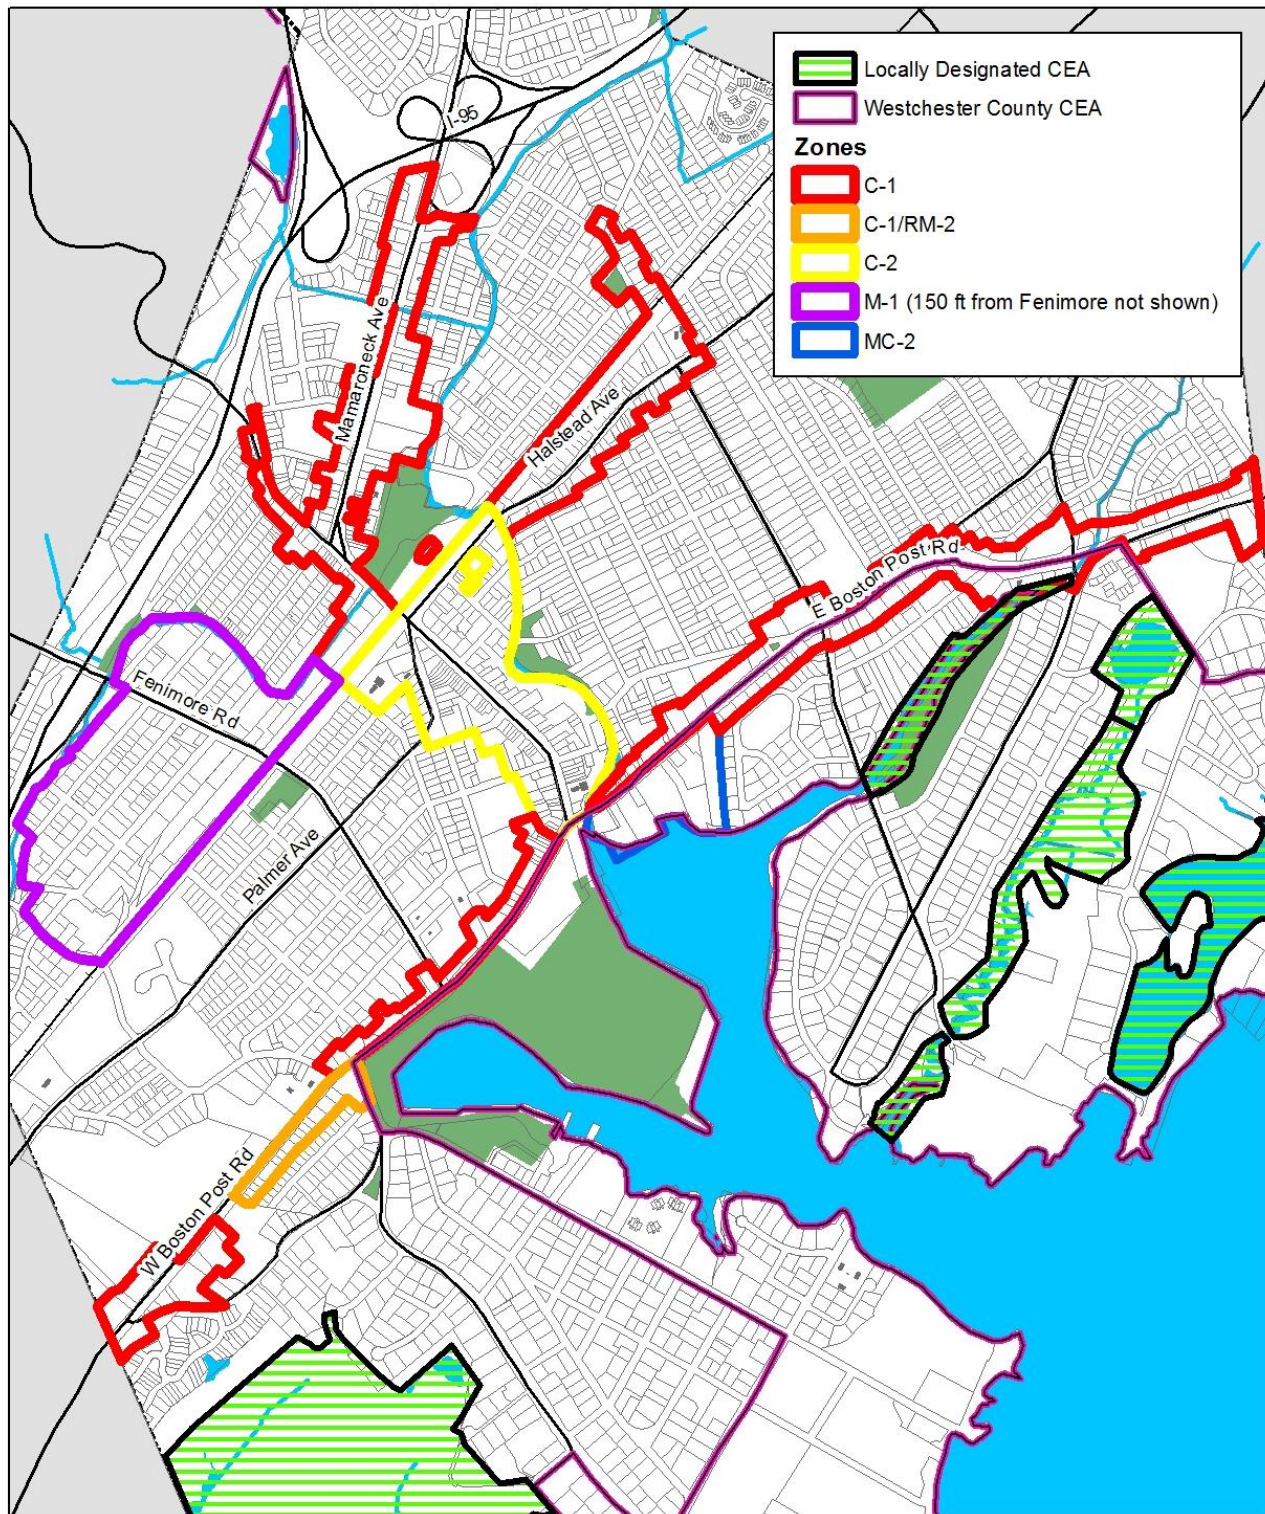 Locally Designated CEA
Westchester County CEA
Zones
C-1
C-1/RM-2
C-2
M-1 (150 ft from Fenimore not shown)
MC-2
I-95
Mamaroneck Ave
Halstead Ave
E Boston Post Rd
Fenimore Rd
Palmer Ave
W Boston Post Rd